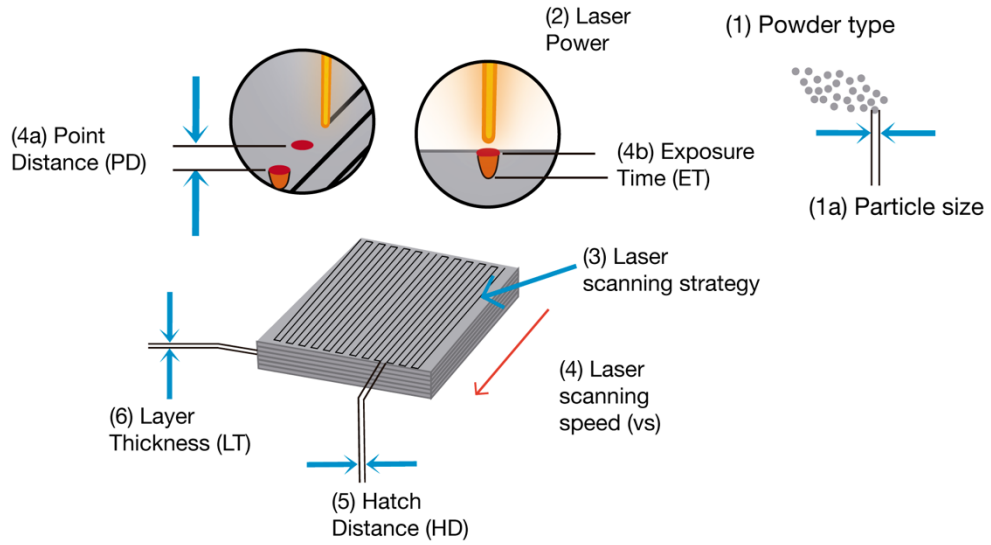 (2) Laser
Power
(1) Powder type
(4a) Point
Distance (PD)
(4b) Exposure
Time (ET)
(1a) Particle size
(3) Laser
scanning strategy
(4) Laser
scanning
speed (vs)
(6) Layer
Thickness (LT)
(5) Hatch
Distance (HD)